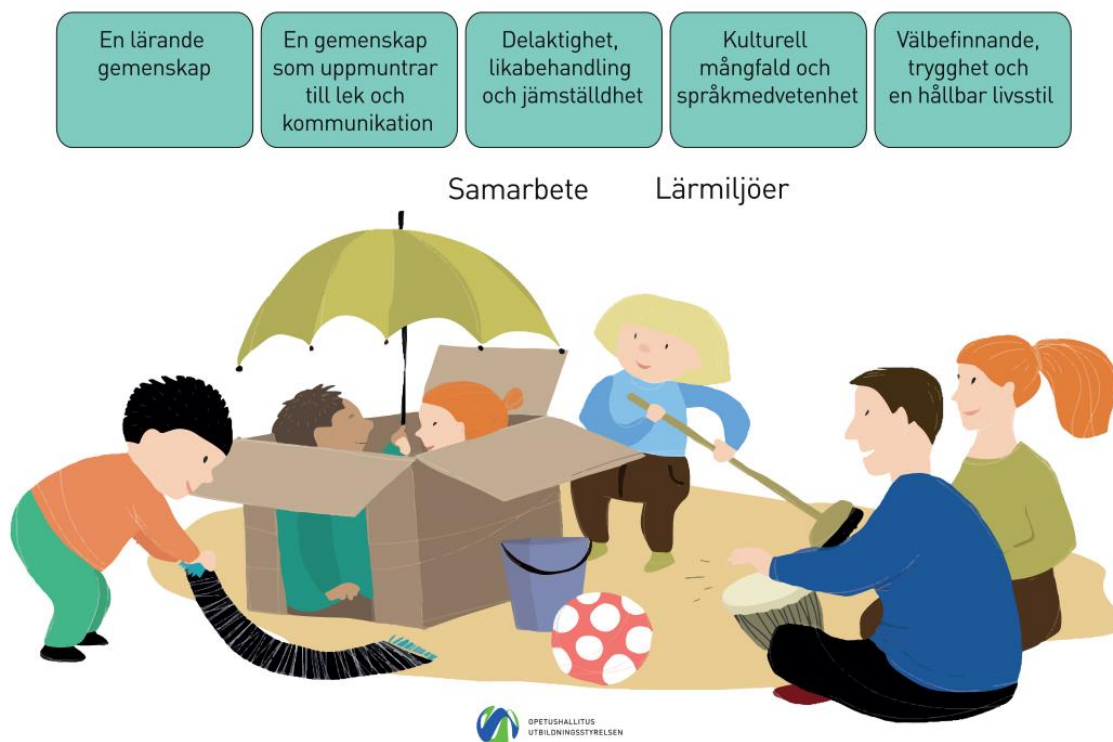 En lärande
gemenskap
En gemenskap
som uppmuntrar
till lek och
kommunikation
Delaktighet,
likabehandling
och jämställdhet
Kulturell
mångfald och
språkmedvetenhet
Välbefinnande,
trygghet och
en hållbar livsstil
Samarbete
Lärmiljöer
OPETUSHALLITUS
UTBILDNINGSSTYRELSEN